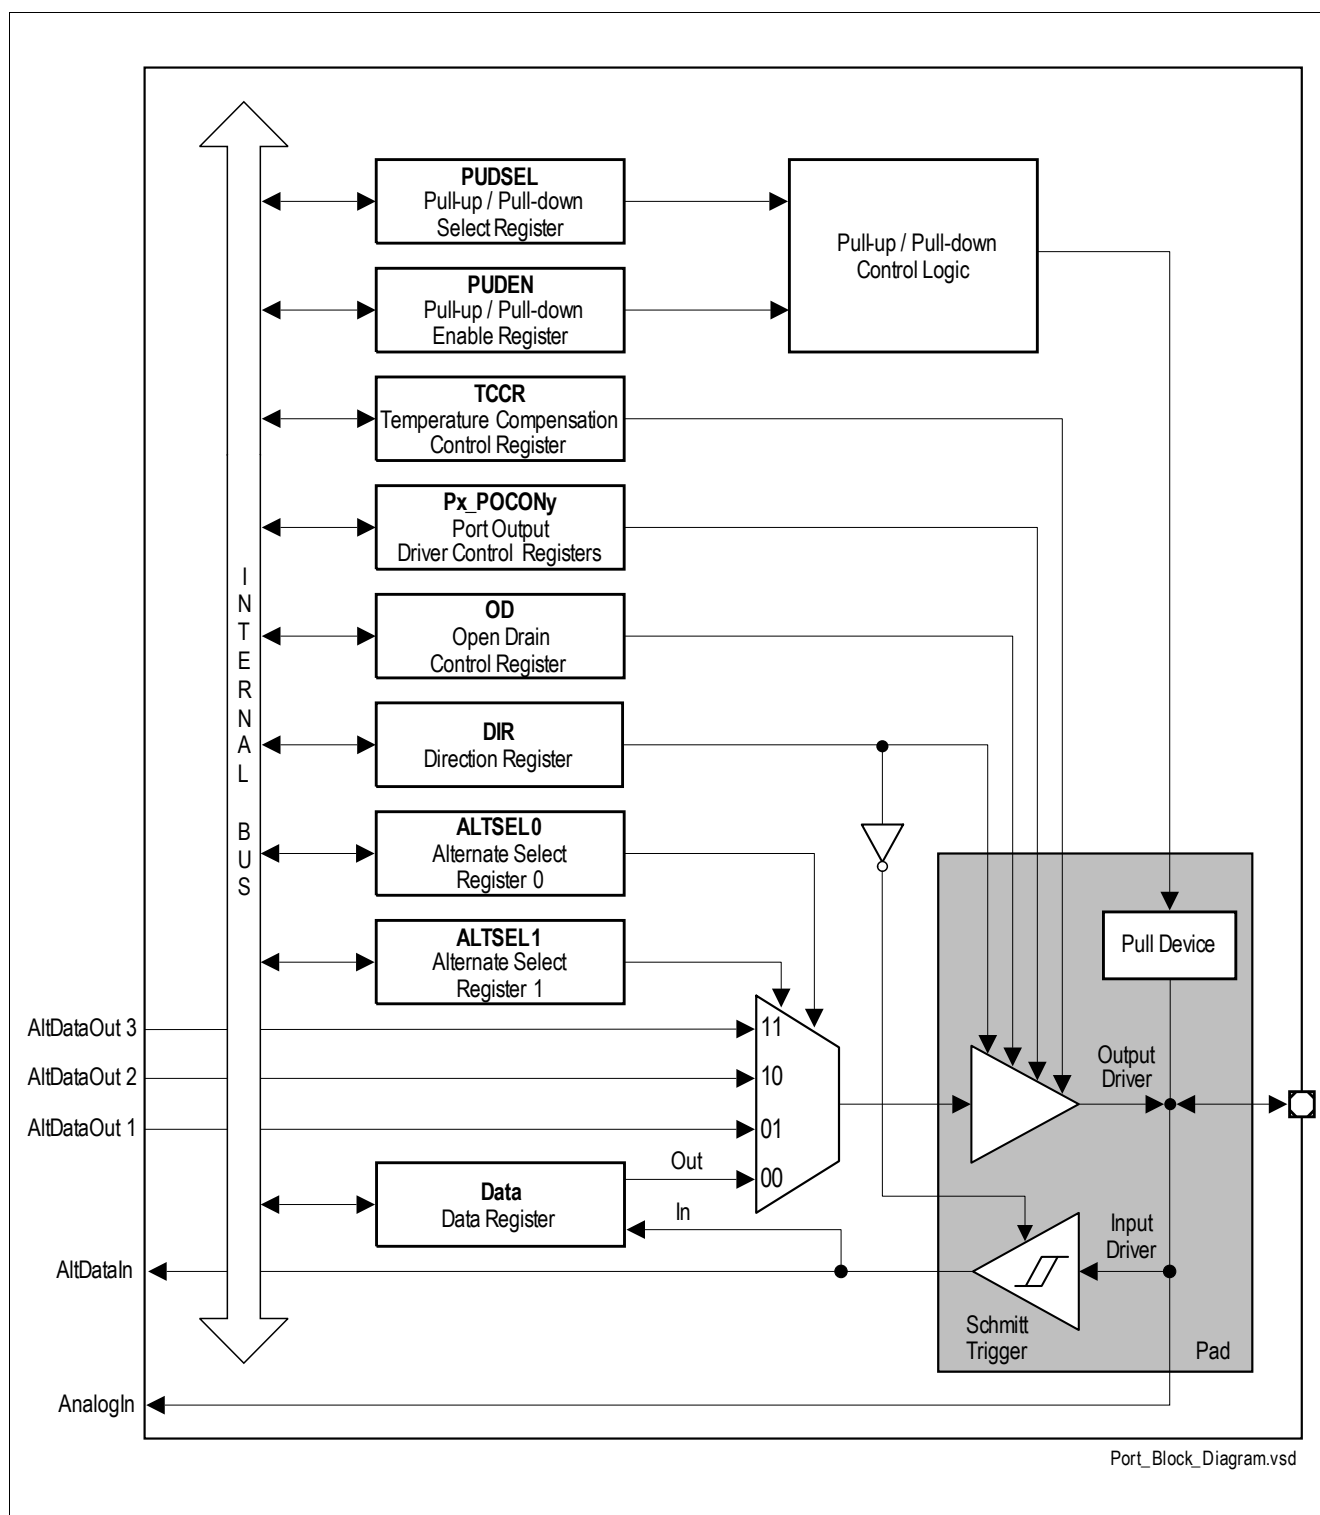 PUDSEL
Pull-up / Pull-down
Select Register
Pull-up / Pull-down
Control Logic
PUDEN
Pull-up / Pull-down
Enable Register
TCCR
Temperature Compensation
Control Register
Px_POCONy
Port Output
Driver Control Registers
OD
Open Drain
Control Register
DIR
Direction Register
INTERNAL BUS
ALTSEL0
Alternate Select
Register 0
ALTSEL1
Alternate Select
Register 1
Pull Device
AltDataOut 3
11
AltDataOut 2
10
AltDataOut 1
01
00
Output
Driver
Out
Data
Data Register
In
Input
Driver
AltDataIn
Schmitt
Trigger
Pad
AnalogIn
Port_Block_Diagram.vsd